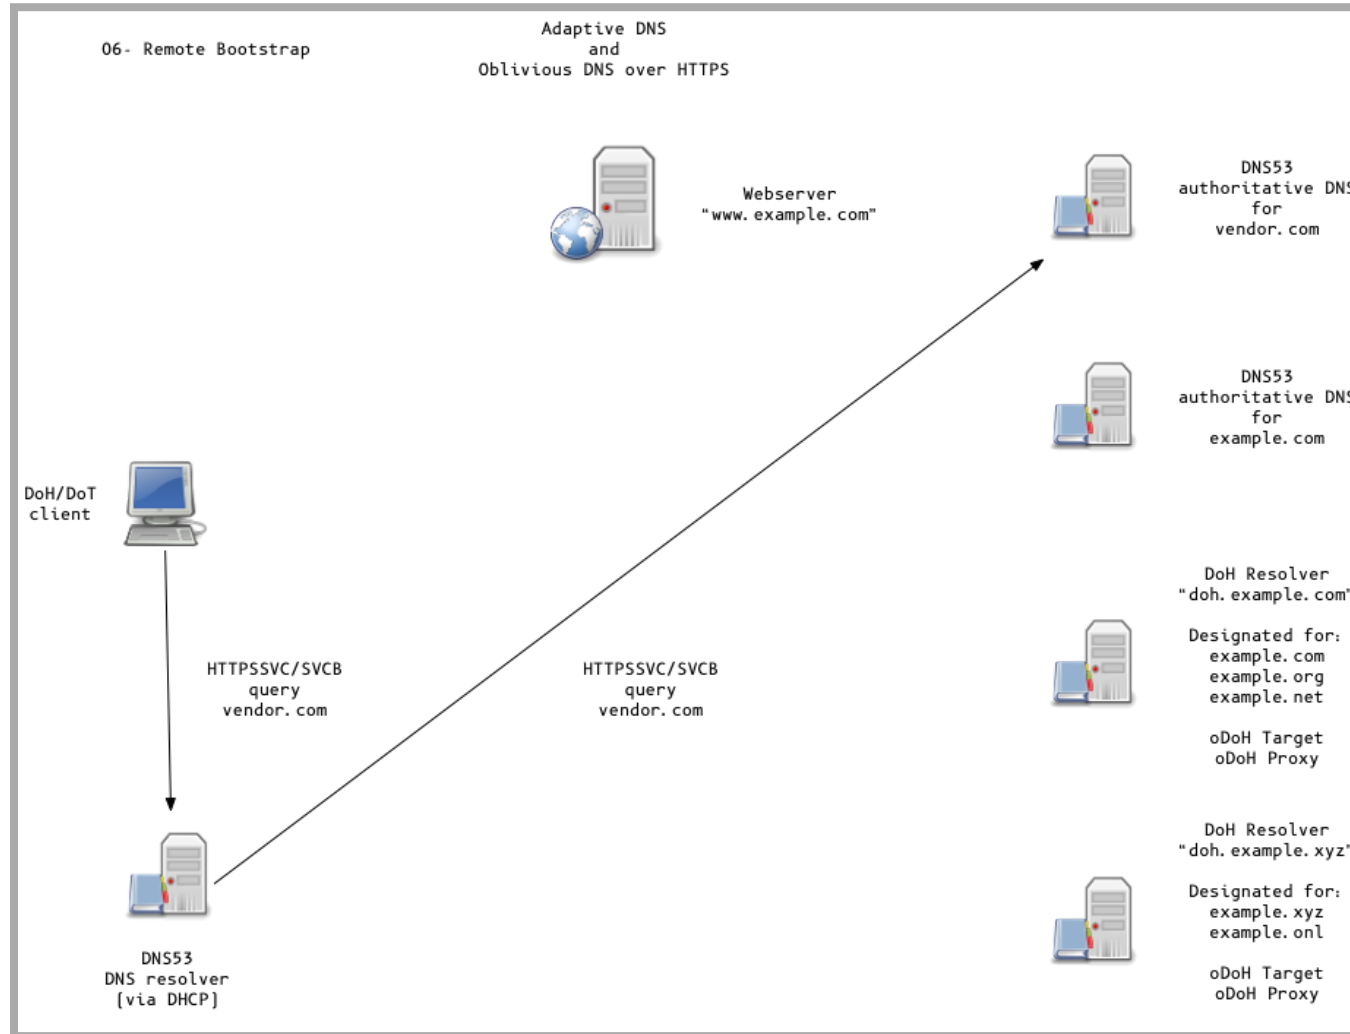 06- Remote Bootstrap
Adaptive DNS
and
Oblivious DNS over HTTPS
Webserver
"www.example.com"
DNS53
authoritative DNS
for
vendor.com
DNS53
authoritative DNS
for
example.com
DoH/DoT
client
HTTPSSVC/SVCB
query
vendor.com
HTTPSSVC/SVCB
query
vendor.com
DoH Resolver
"doh.example.com"
Designated for:
example.com
example.org
example.net
oDoH Target
oDoH Proxy
DoH Resolver
"doh.example.xyz"
Designated for:
example.xyz
example.onl
oDoH Target
oDoH Proxy
DNS53
DNS resolver
[via DHCP]